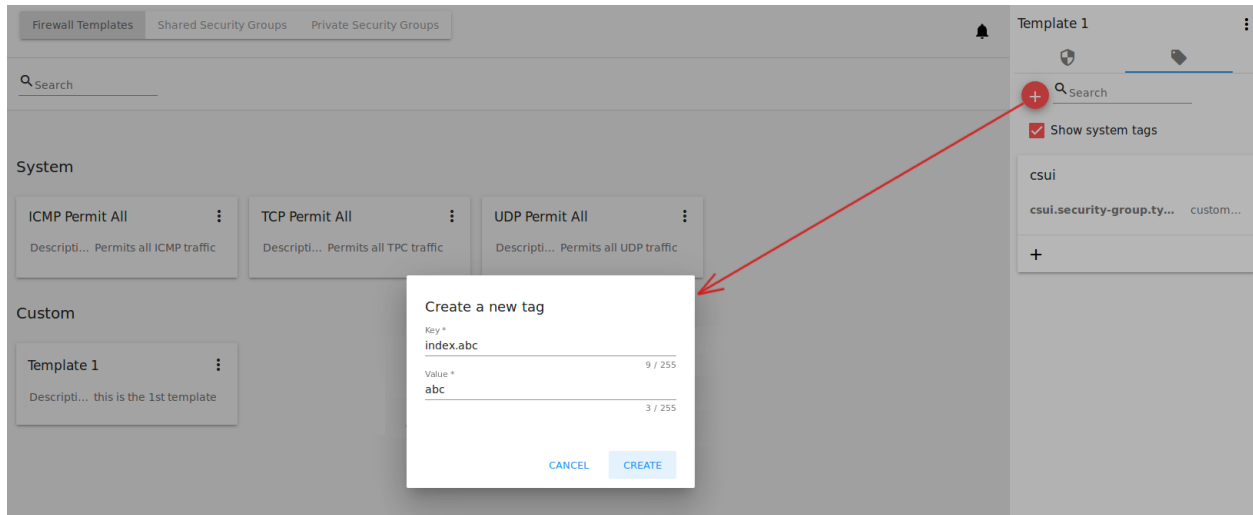 Firewall Templates Shared Security Groups Private Security Groups
Search
System
ICMP Permit All
Descripti... Permits all ICMP traffic
TCP Permit All
Descripti... Permits all TPC traffic
UDP Permit All
Descripti... Permits all UDP traffic
Custom
Template 1
Descripti... this is the 1st template
Create a new tag
Key *
index.abc
9 / 255
Value *
abc
3 / 255
CANCEL CREATE
Template 1
Search
Show system tags
csui
csui.security-group.ty... custom...